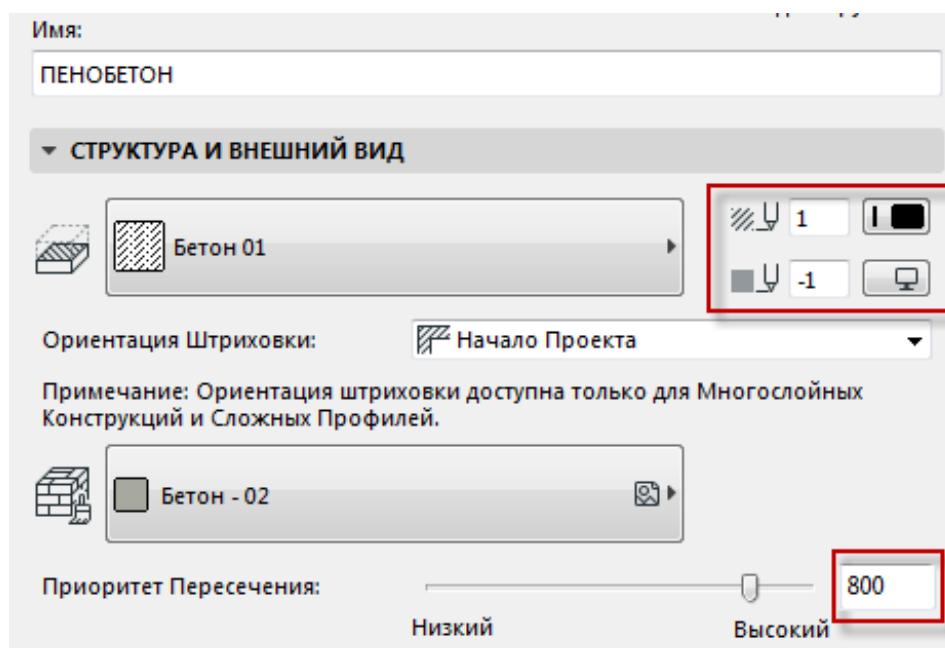 Имя:
ПЕНОБЕТОН
СТРУКТУРА И ВНЕШНИЙ ВИД
Бетон 01
1
-1
Ориентация Штриховки:
Начало Проекта
Примечание: Ориентация штриховки доступна только для Многослойных
Конструкций и Сложных Профилей.
Бетон - 02
Приоритет Пересечения:
800
Низкий
Высокий